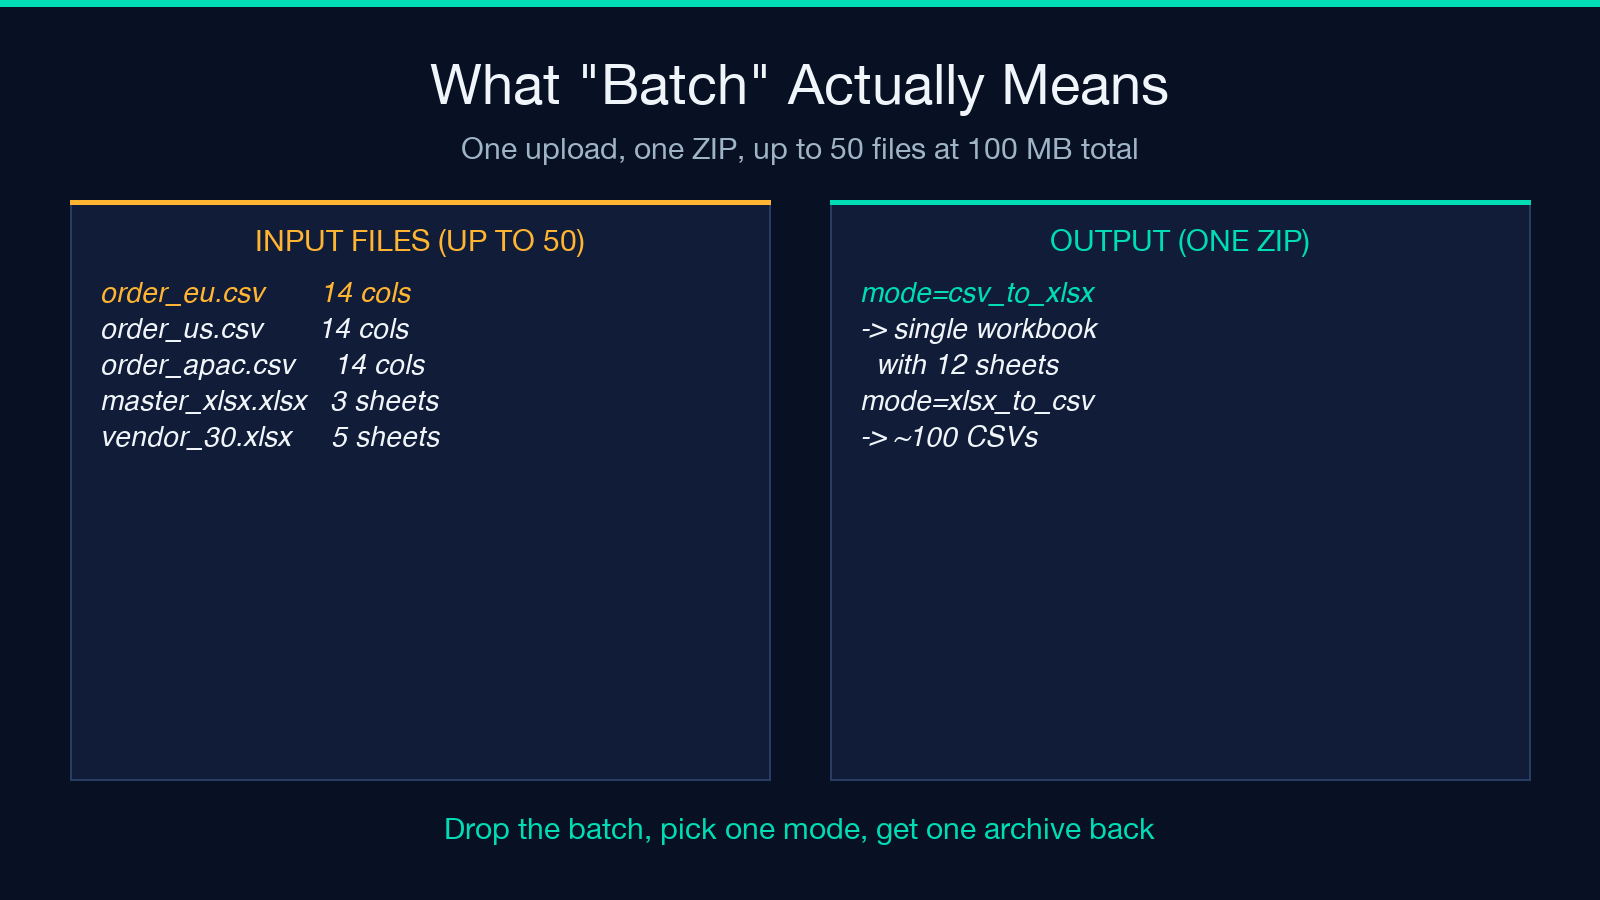 What "Batch" Actually Means
One upload, one ZIP, up to 50 files at 100 MB total
INPUT FILES (UP TO 50)
order_eu.csv 14 cols
order_us.csv 14 cols
order_apac.csv 14 cols
master_xlsx.xlsx 3 sheets
vendor_30.xlsx 5 sheets
OUTPUT (ONE ZIP)
mode=csv_to_xlsx
-> single workbook
with 12 sheets
mode=xlsx_to_csv
-> ~100 CSVs
Drop the batch, pick one mode, get one archive back